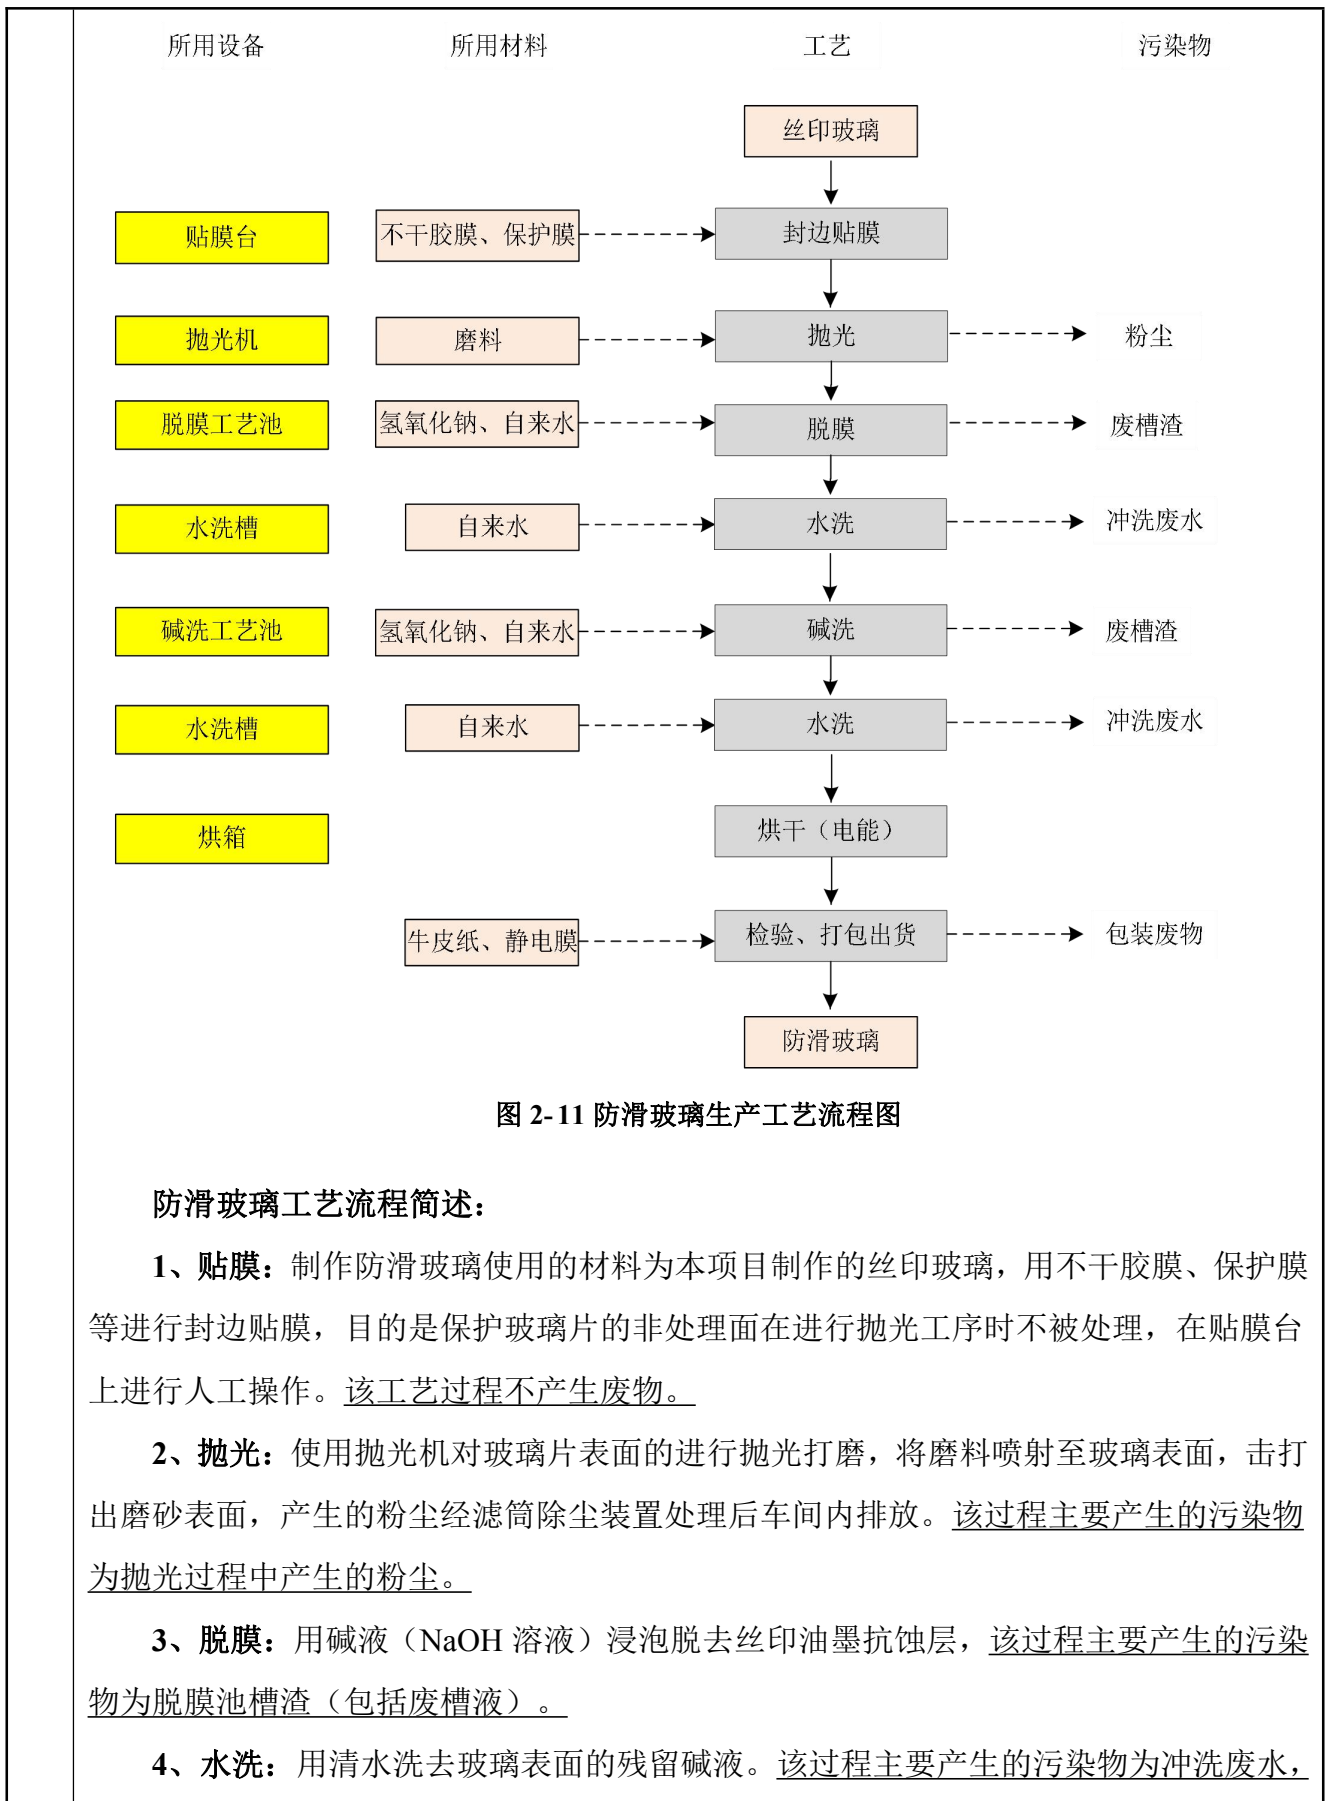 所用设备 所用材料 工艺 污染物
丝印玻璃
贴膜台 不干胶膜、保护膜 封边贴膜
抛光机 磨料 抛光 粉尘
脱膜工艺池 氢氧化钠、自来水 脱膜 废槽渣
水洗槽 自来水 水洗 冲洗废水
碱洗工艺池 氢氧化钠、自来水 碱洗 废槽渣
水洗槽 自来水 水洗 冲洗废水
烘箱 烘干（电能）
牛皮纸、静电膜 检验、打包出货 包装废物
防滑玻璃
图 2-11 防滑玻璃生产工艺流程图
防滑玻璃工艺流程简述：
1、贴膜：制作防滑玻璃使用的材料为本项目制作的丝印玻璃，用不干胶膜、保护膜
等进行封边贴膜，目的是保护玻璃片的非处理面在进行抛光工序时不被处理，在贴膜台
上进行人工操作。该工艺过程不产生废物。
2、抛光：使用抛光机对玻璃片表面的进行抛光打磨，将磨料喷射至玻璃表面，击打
出磨砂表面，产生的粉尘经滤筒除尘装置处理后车间内排放。该过程主要产生的污染物
为抛光过程中产生的粉尘。
3、脱膜：用碱液（NaOH 溶液）浸泡脱去丝印油墨抗蚀层，该过程主要产生的污染
物为脱膜池槽渣（包括废槽液）。
4、水洗：用清水洗去玻璃表面的残留碱液。该过程主要产生的污染物为冲洗废水，